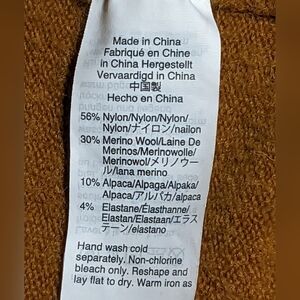 Made in China
Fabriqué en Chine
in China Hergestellt
Vervaardigd in China
中国製
Hecho en China
56% Nylon/Nylon/Nylon/
Nylon/ナイロン/nailon
30% Merino Wool/Laine De
Merinos/Merinowolle/
Merinowol/メリノウー
ル/lana merino
10% Alpaca/Alpaga/Alpaka/
Alpaca/アルパカ/alpaca
4% Elastane/Élasthanne/
Elastan/Elastaan/エラス
テーン/elastano
Hand wash cold
separately. Non-chlorine
bleach only. Reshape and
lay flat to dry. Warm iron as